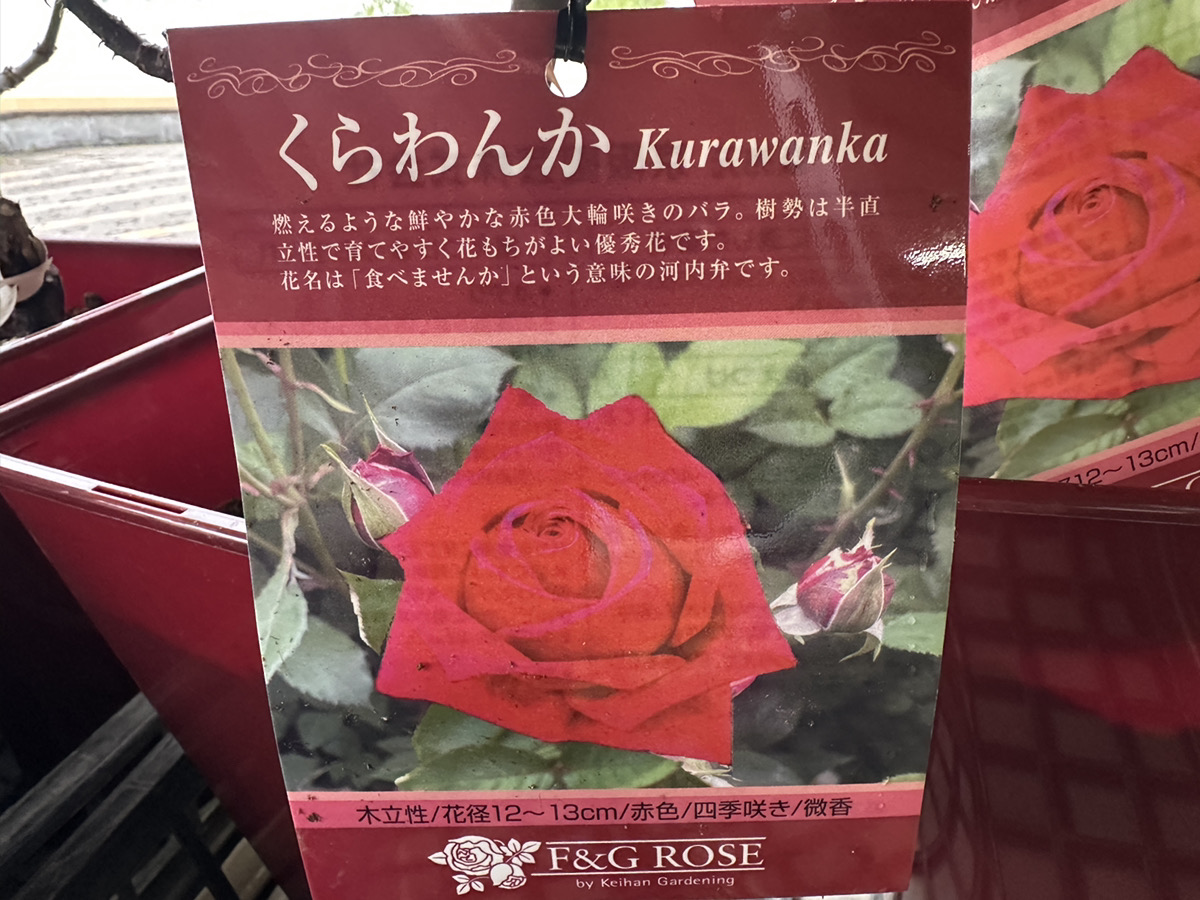 くらわんか Kurawanka
燃えるような鮮やかな赤色大輪咲きのバラ。樹勢は半直
立性で育てやすく花もちがよい優秀花です。
花名は「食べませんか」という意味の河内弁です。
木立性/花径12～13cm/赤色/四季咲き/微香
F&G ROSE
by Keihan Gardening
12～13cm/